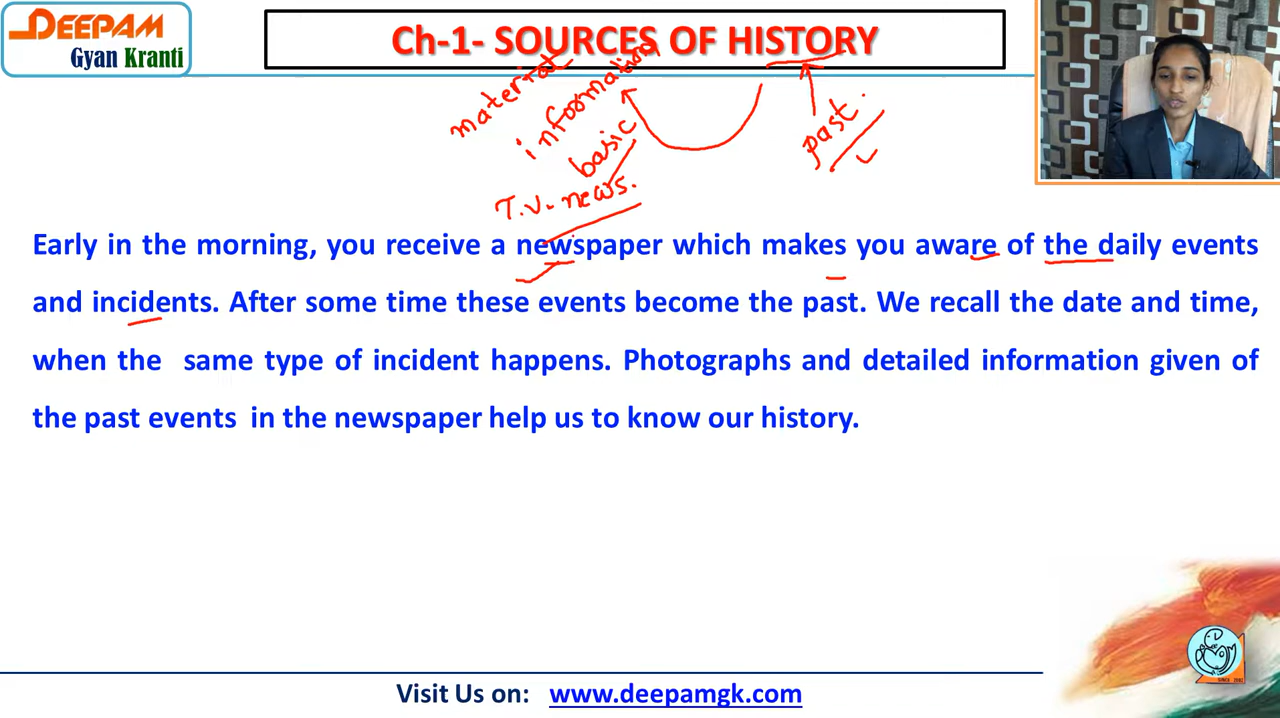 DEEPAM
Gyan Kranti
Ch-1- SOURCES OF HISTORY
material
information
basic
T.V. news.
past.
Early in the morning, you receive a newspaper which makes you aware of the daily events
and incidents. After some time these events become the past. We recall the date and time,
when the same type of incident happens. Photographs and detailed information given of
the past events in the newspaper help us to know our history.
SINCE 2001
Visit Us on: www.deepamgk.com